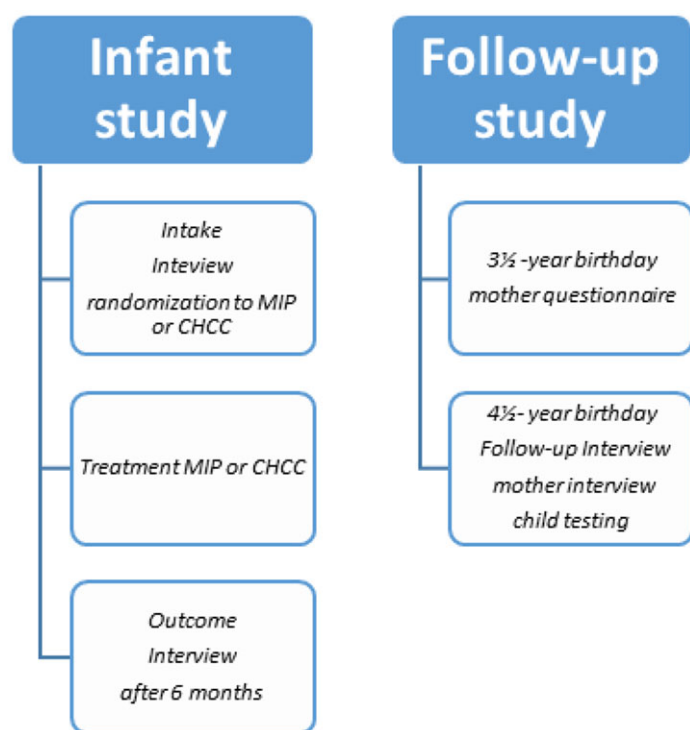 Infant
study
Intake
Inteview
randomization to MIP
or CHCC
Treatment MIP or CHCC
Outcome
Interview
after 6 months
Follow-up
study
3½ -year birthday
mother questionnaire
4½- year birthday
Follow-up Interview
mother interview
child testing